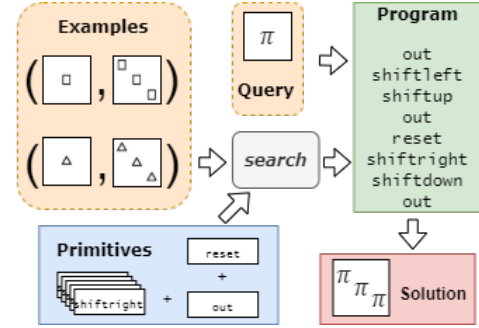 Examples
( , )
( , )
π
Query
search
Program
out
shiftleft
shiftup
out
reset
shiftright
shiftdown
out
Primitives
shiftright
+
reset
+
out
π
π
π
Solution